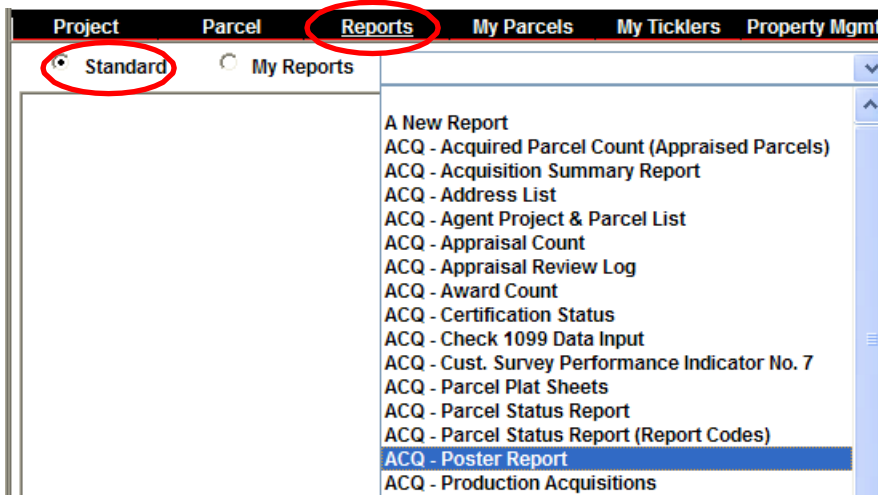 Project Parcel Reports My Parcels My Ticklers Property Mgmt
Standard My Reports
A New Report
ACQ - Acquired Parcel Count (Appraised Parcels)
ACQ - Acquisition Summary Report
ACQ - Address List
ACQ - Agent Project & Parcel List
ACQ - Appraisal Count
ACQ - Appraisal Review Log
ACQ - Award Count
ACQ - Certification Status
ACQ - Check 1099 Data Input
ACQ - Cust. Survey Performance Indicator No. 7
ACQ - Parcel Plat Sheets
ACQ - Parcel Status Report
ACQ - Parcel Status Report (Report Codes)
ACQ - Poster Report
ACQ - Production Acquisitions